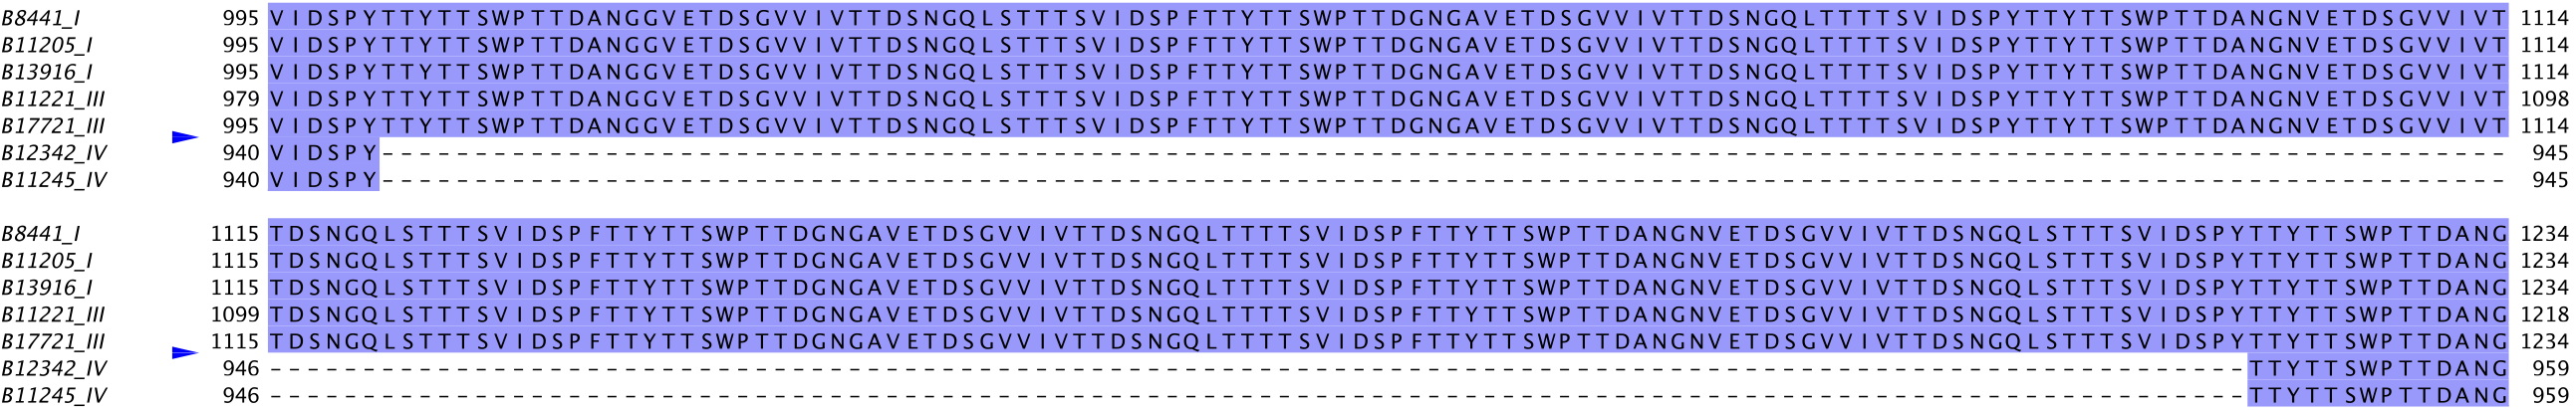 B8441_I 995 VIDSPYTTYTTSWPTTDANGGVETDSGVVIVTTDSNGQLSTTTSVIDSPFTTYTTSWPTTDGNGAVETDSGVVIVTTDSNGQLTTTTSVIDSPYTTYTTSWPTTDANGNVETDSGVVIVT 1114
B11205_I 995 VIDSPYTTYTTSWPTTDANGGVETDSGVVIVTTDSNGQLSTTTSVIDSPFTTYTTSWPTTDGNGAVETDSGVVIVTTDSNGQLTTTTSVIDSPYTTYTTSWPTTDANGNVETDSGVVIVT 1114
B13916_I 995 VIDSPYTTYTTSWPTTDANGGVETDSGVVIVTTDSNGQLSTTTSVIDSPFTTYTTSWPTTDGNGAVETDSGVVIVTTDSNGQLTTTTSVIDSPYTTYTTSWPTTDANGNVETDSGVVIVT 1114
B11221_III 979 VIDSPYTTYTTSWPTTDANGGVETDSGVVIVTTDSNGQLSTTTSVIDSPFTTYTTSWPTTDGNGAVETDSGVVIVTTDSNGQLTTTTSVIDSPYTTYTTSWPTTDANGNVETDSGVVIVT 1098
B17721_III 995 VIDSPYTTYTTSWPTTDANGGVETDSGVVIVTTDSNGQLSTTTSVIDSPFTTYTTSWPTTDGNGAVETDSGVVIVTTDSNGQLTTTTSVIDSPYTTYTTSWPTTDANGNVETDSGVVIVT 1114
B12342_IV 940 VIDSPY------------------------------------------------------------------------------------------------------------------ 945
B11245_IV 940 VIDSPY------------------------------------------------------------------------------------------------------------------ 945
B8441_I 1115 TDSNGQLSTTTSVIDSPFTTYTTSWPTTDGNGAVETDSGVVIVTTDSNGQLTTTTSVIDSPFTTYTTSWPTTDANGNVETDSGVVIVTTDSNGQLSTTTSVIDSPYTTYTTSWPTTDANG 1234
B11205_I 1115 TDSNGQLSTTTSVIDSPFTTYTTSWPTTDGNGAVETDSGVVIVTTDSNGQLTTTTSVIDSPFTTYTTSWPTTDANGNVETDSGVVIVTTDSNGQLSTTTSVIDSPYTTYTTSWPTTDANG 1234
B13916_I 1115 TDSNGQLSTTTSVIDSPFTTYTTSWPTTDGNGAVETDSGVVIVTTDSNGQLTTTTSVIDSPFTTYTTSWPTTDANGNVETDSGVVIVTTDSNGQLSTTTSVIDSPYTTYTTSWPTTDANG 1234
B11221_III 1099 TDSNGQLSTTTSVIDSPFTTYTTSWPTTDGNGAVETDSGVVIVTTDSNGQLTTTTSVIDSPFTTYTTSWPTTDANGNVETDSGVVIVTTDSNGQLSTTTSVIDSPYTTYTTSWPTTDANG 1218
B17721_III 1115 TDSNGQLSTTTSVIDSPFTTYTTSWPTTDGNGAVETDSGVVIVTTDSNGQLTTTTSVIDSPFTTYTTSWPTTDANGNVETDSGVVIVTTDSNGQLSTTTSVIDSPYTTYTTSWPTTDANG 1234
B12342_IV 946 ----------------------------------------------------------------------------------------------------------TTYTTSWPTTDANG 959
B11245_IV 946 ----------------------------------------------------------------------------------------------------------TTYTTSWPTTDANG 959